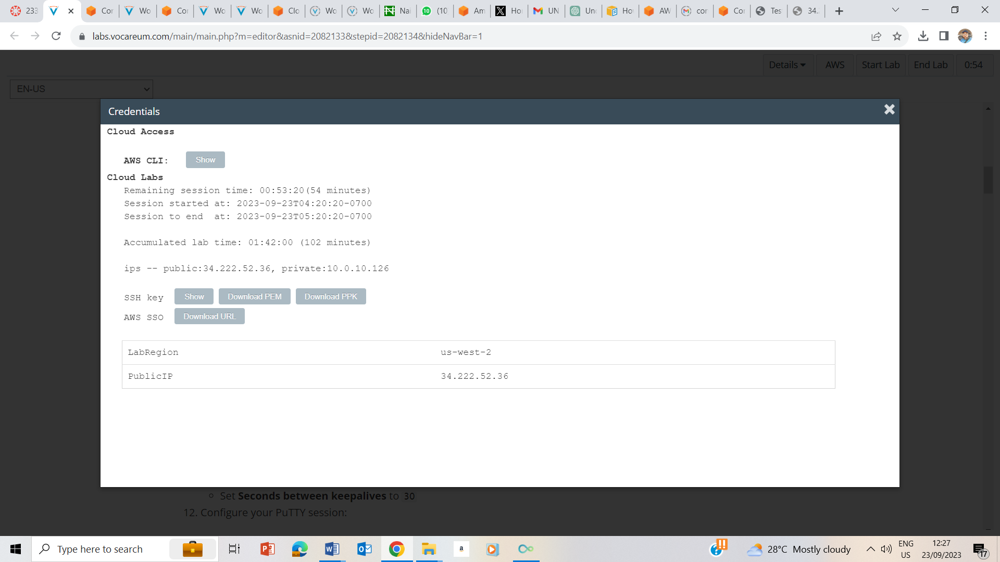 233
Cor
Wo
Cor
Wo
Wo
Clo
Wo
Wo
Nai
(10
Am
Ho
UN
Un
Ho
AW
cor
Cor
Tes
34.
labs.vocareum.com/main/main.php?m=editor&asnid=2082133&stepid=2082134&hideNavBar=1
Details
AWS
Start Lab
End Lab
0:54
EN-US
Credentials
Cloud Access
AWS CLI: Show
Cloud Labs
Remaining session time: 00:53:20(54 minutes)
Session started at: 2023-09-23T04:20:20-0700
Session to end  at: 2023-09-23T05:20:20-0700
Accumulated lab time: 01:42:00 (102 minutes)
ips -- public:34.222.52.36, private:10.0.10.126
SSH key Show Download PEM Download PPK
AWS SSO Download URL
LabRegion us-west-2
PublicIP 34.222.52.36
Set Seconds between keepalives to 30
12. Configure your PuTTY session:
Type here to search
28°C Mostly cloudy
ENG
US
12:27
23/09/2023
17